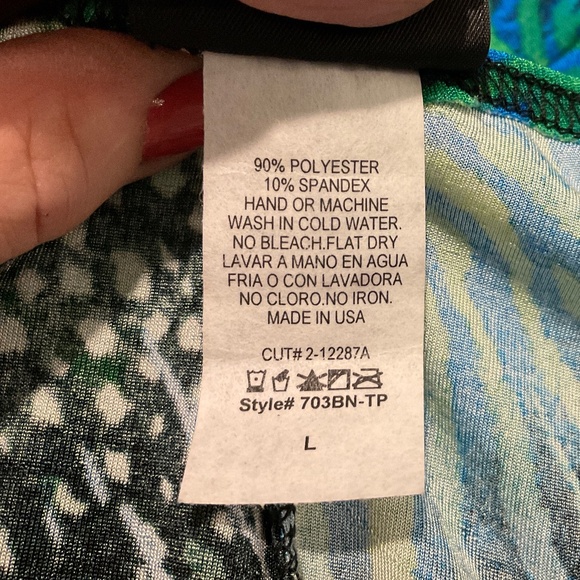 90% POLYESTER
10% SPANDEX
HAND OR MACHINE
WASH IN COLD WATER.
NO BLEACH.FLAT DRY
LAVAR A MANO EN AGUA
FRIA O CON LAVADORA
NO CLORO.NO IRON.
MADE IN USA
CUT# 2-12287A
Style# 703BN-TP
L